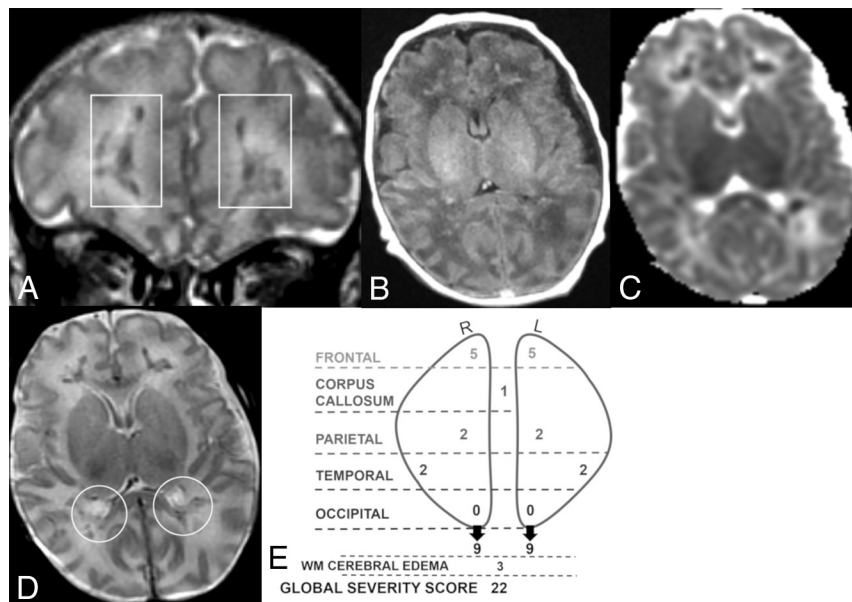 A
B
C
D
E
R L
FRONTAL 5 5
CORPUS
CALLOSUM 1
PARIETAL 2 2
TEMPORAL 2 2
OCCIPITAL 0 0
9 9
WM CEREBRAL EDEMA 3
GLOBAL SEVERITY SCORE 22